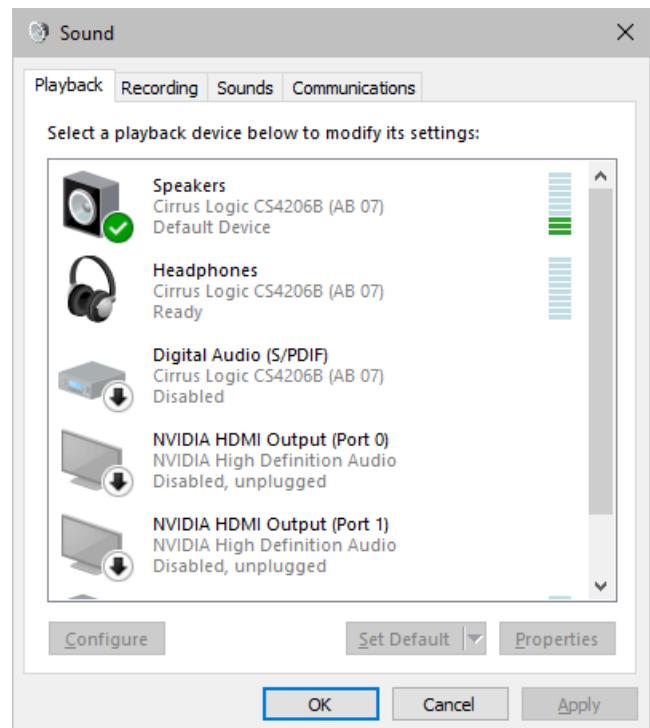 Sound
Playback Recording Sounds Communications
Select a playback device below to modify its settings:
Speakers
Cirrus Logic CS4206B (AB 07)
Default Device
Headphones
Cirrus Logic CS4206B (AB 07)
Ready
Digital Audio (S/PDIF)
Cirrus Logic CS4206B (AB 07)
Disabled
NVIDIA HDMI Output (Port 0)
NVIDIA High Definition Audio
Disabled, unplugged
NVIDIA HDMI Output (Port 1)
NVIDIA High Definition Audio
Disabled, unplugged
Configure Set Default Properties
OK Cancel Apply